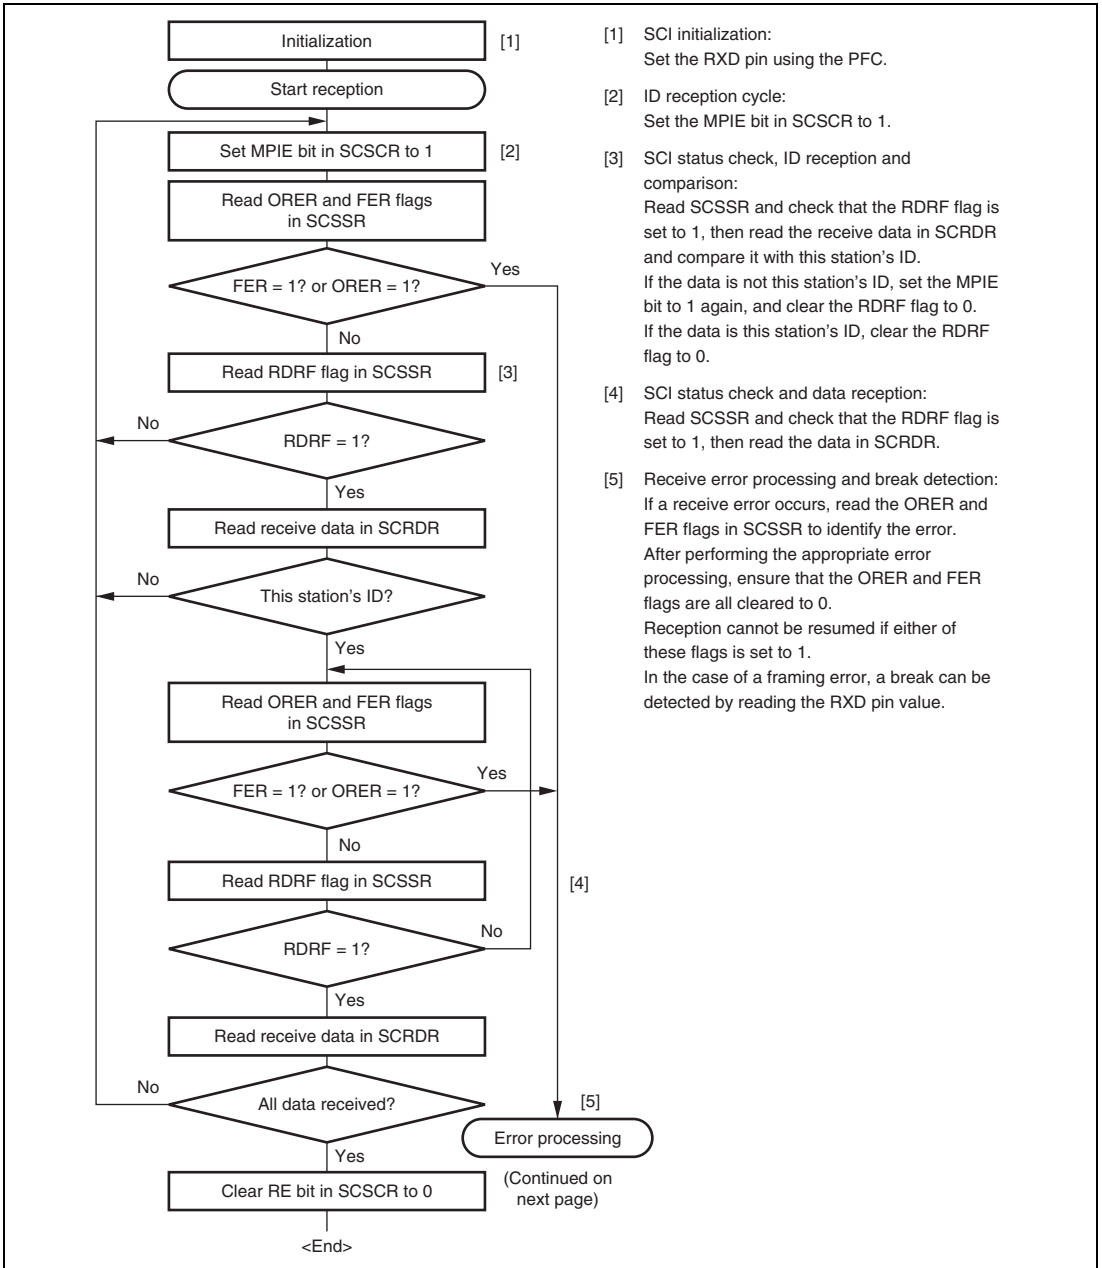 Initialization
[1]
Start reception
Set MPIE bit in SCSCR to 1
[2]
Read ORER and FER flags
in SCSSR
FER = 1? or ORER = 1?
Yes
No
Read RDRF flag in SCSSR
[3]
No
RDRF = 1?
Yes
Read receive data in SCRDR
No
This station's ID?
Yes
Read ORER and FER flags
in SCSSR
FER = 1? or ORER = 1?
Yes
No
Read RDRF flag in SCSSR
[4]
RDRF = 1?
No
Yes
Read receive data in SCRDR
No
All data received?
[5]
Error processing
(Continued on
next page)
Yes
Clear RE bit in SCSCR to 0
<End>
[1] SCI initialization:
Set the RXD pin using the PFC.
[2] ID reception cycle:
Set the MPIE bit in SCSCR to 1.
[3] SCI status check, ID reception and
comparison:
Read SCSSR and check that the RDRF flag is
set to 1, then read the receive data in SCRDR
and compare it with this station's ID.
If the data is not this station's ID, set the MPIE
bit to 1 again, and clear the RDRF flag to 0.
If the data is this station's ID, clear the RDRF
flag to 0.
[4] SCI status check and data reception:
Read SCSSR and check that the RDRF flag is
set to 1, then read the data in SCRDR.
[5] Receive error processing and break detection:
If a receive error occurs, read the ORER and
FER flags in SCSSR to identify the error.
After performing the appropriate error
processing, ensure that the ORER and FER
flags are all cleared to 0.
Reception cannot be resumed if either of
these flags is set to 1.
In the case of a framing error, a break can be
detected by reading the RXD pin value.